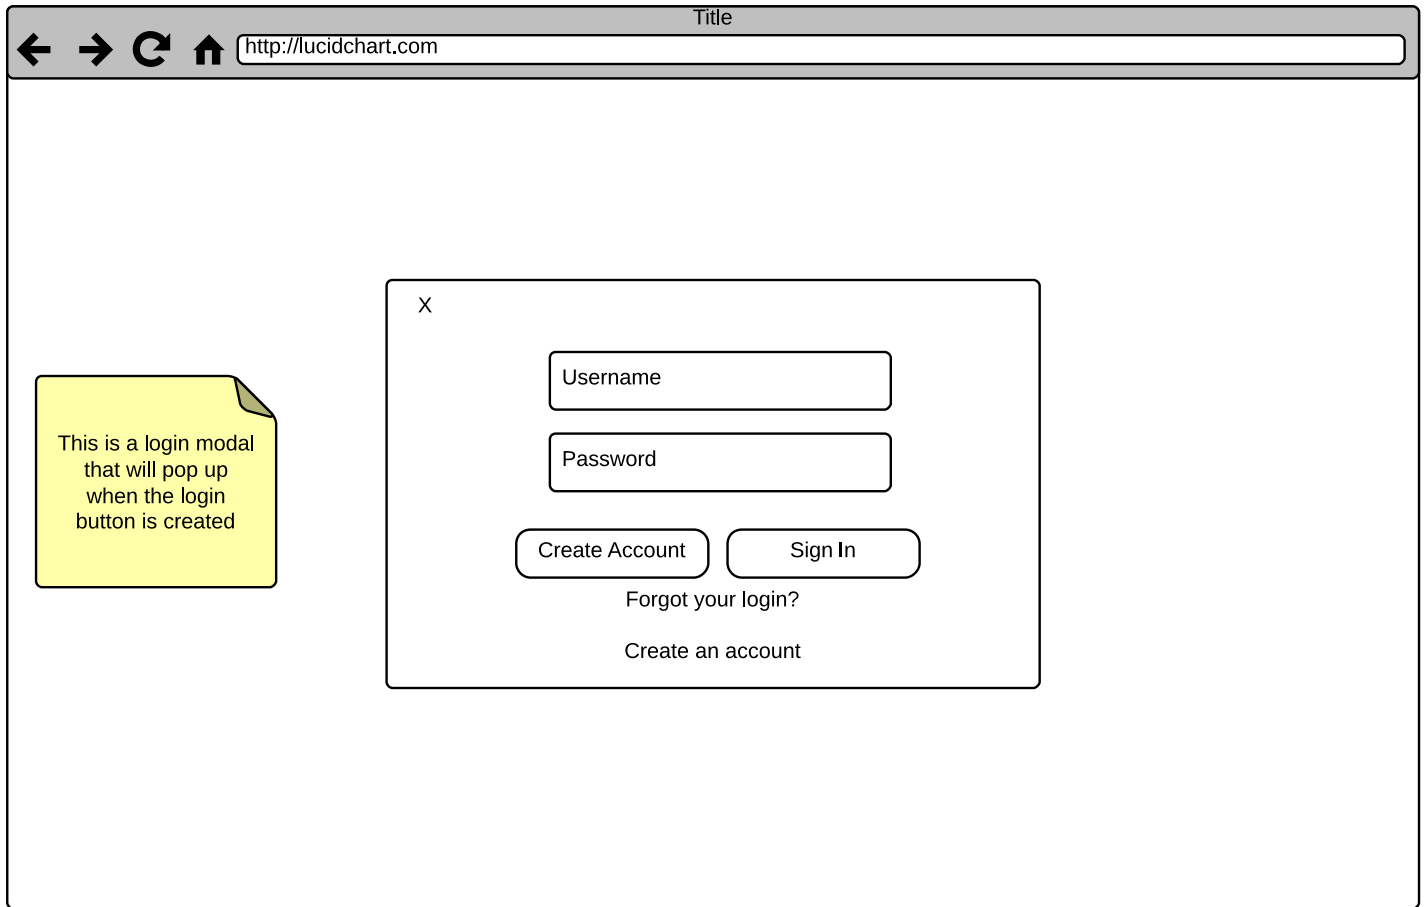 Title
http://lucidchart.com
X
Username
This is a login modal
that will pop up
when the login
button is created
Password
Create Account
Sign In
Forgot your login?
Create an account